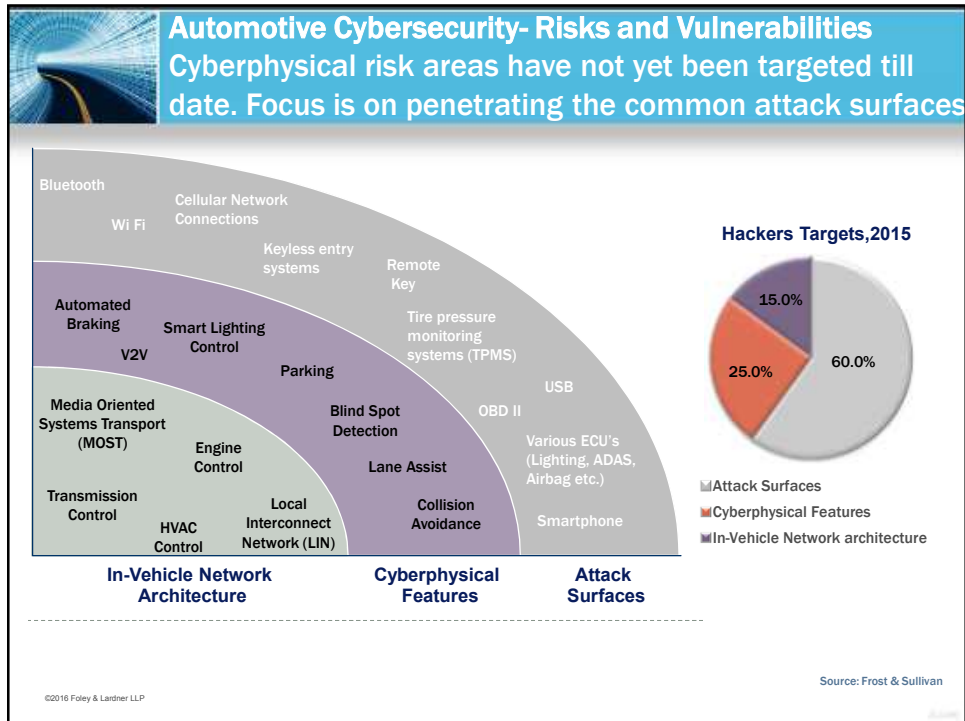 Automotive Cybersecurity- Risks and Vulnerabilities
Cyberphysical risk areas have not yet been targeted till
date. Focus is on penetrating the common attack surfaces
Bluetooth
Wi Fi
Cellular Network
Connections
Keyless entry
systems
Remote
Key
Tire pressure
monitoring
systems (TPMS)
USB
OBD II
Various ECU's
(Lighting, ADAS,
Airbag etc.)
Smartphone
Automated
Braking
V2V
Smart Lighting
Control
Parking
Blind Spot
Detection
Lane Assist
Collision
Avoidance
Media Oriented
Systems Transport
(MOST)
Engine
Control
Transmission
Control
HVAC
Control
Local
Interconnect
Network (LIN)
In-Vehicle Network
Architecture
Cyberphysical
Features
Attack
Surfaces
Hackers Targets,2015
15.0%
25.0%
60.0%
Attack Surfaces
Cyberphysical Features
In-Vehicle Network architecture
Source: Frost & Sullivan
©2016 Foley & Lardner LLP